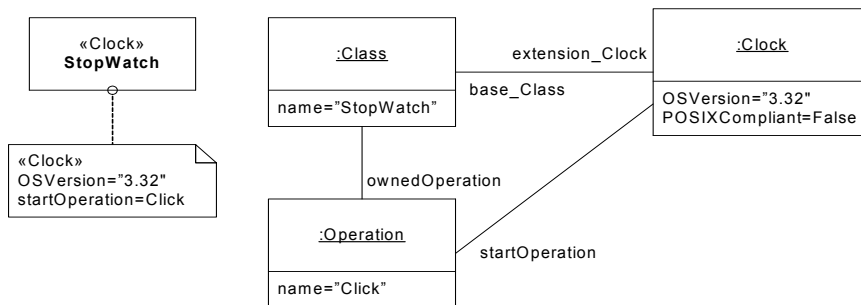 «Clock»
StopWatch
«Clock»
OSVersion="3.32"
startOperation=Click
:Class
name="StopWatch”
extension_Clock
base_Class
:Clock
OSVersion="3.32"
POSIXCompliant=False
ownedOperation
:Operation
name="Click”
startOperation